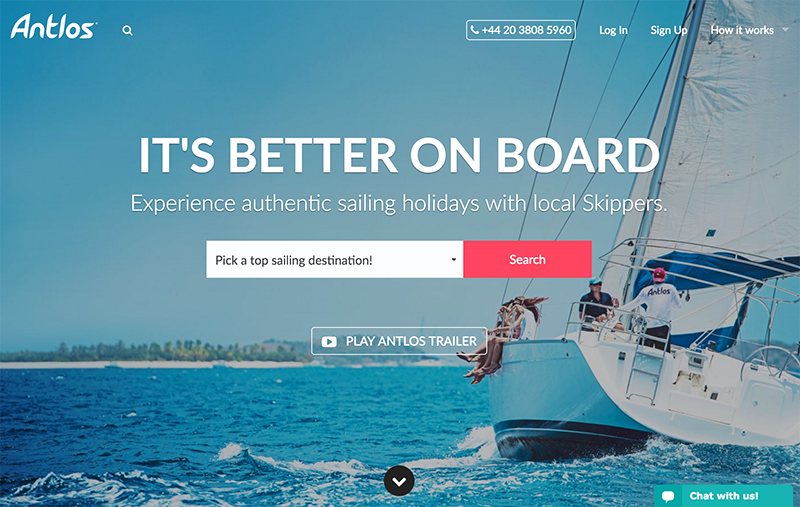 Antlos
+44 20 3808 5960
Log In
Sign Up
How it works
IT'S BETTER ON BOARD
Experience authentic sailing holidays with local Skippers.
Pick a top sailing destination!
Search
Antlos
PLAY ANTLOS TRAILER
Chat with us!